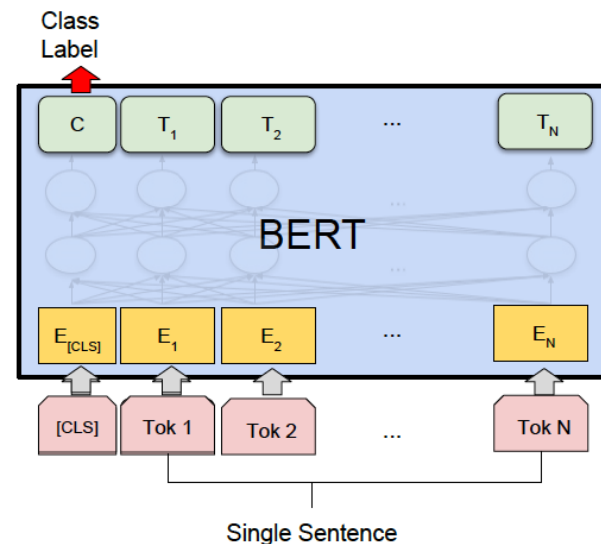 Class
Label
C T1 T2 ... TN
...
BERT
...
E[CLS] E1 E2 ... EN
[CLS] Tok 1 Tok 2 ... Tok N
Single Sentence